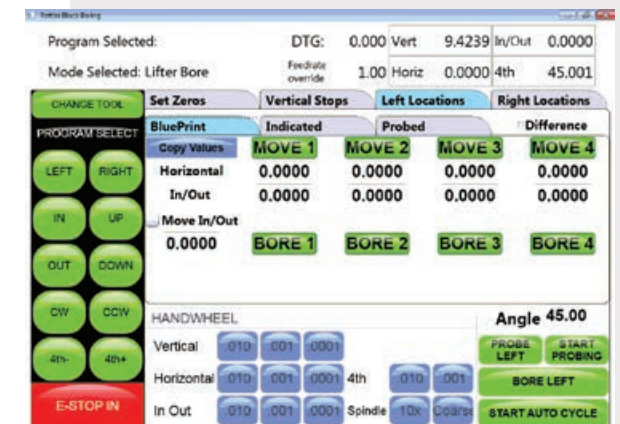 Rottler Block Boring
Program Selected: DTG: 0.000 Vert 9.4239 In/Out 0.0000
Mode Selected: Lifter Bore Feedrate override 1.00 Horiz 0.0000 4th 45.001
CHANGE TOOL Set Zeros Vertical Stops Left Locations Right Locations
PROGRAM SELECT BluePrint Indicated Probed Difference
Copy Values MOVE 1 MOVE 2 MOVE 3 MOVE 4
LEFT RIGHT Horizontal 0.0000 0.0000 0.0000 0.0000
In/Out 0.0000 0.0000 0.0000 0.0000
IN UP Move In/Out
0.0000 BORE 1 BORE 2 BORE 3 BORE 4
OUT DOWN
CW CCW HANDWHEEL Angle 45.00
Vertical .010 .001 .0001 PROBE LEFT START PROBING
4th- 4th+ Horizontal .010 .001 .0001 4th .010 .001 BORE LEFT
E-STOP IN In Out .010 .001 .0001 Spindle 10x Coarse START AUTO CYCLE